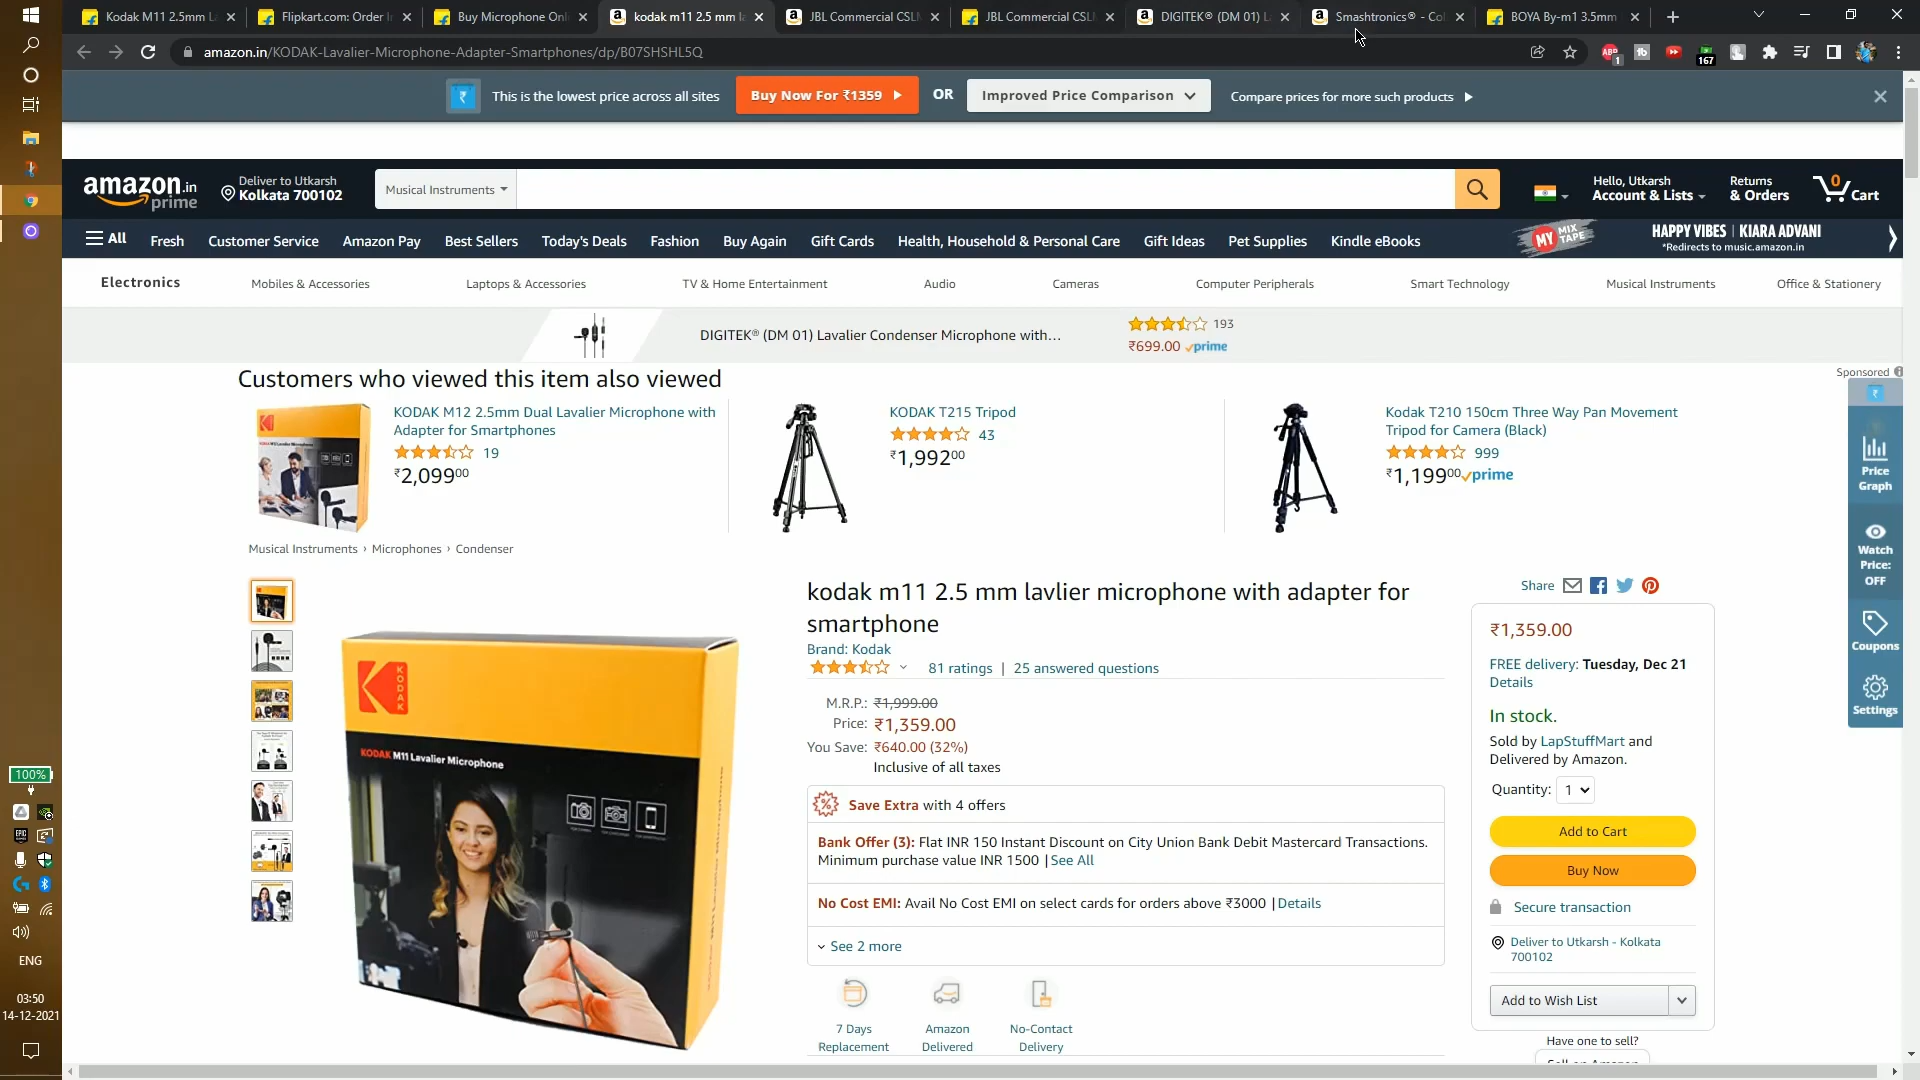 Kodak M11 2.5mm L
Flipkart.com: Order I
Buy Microphone Onl
kodak m11 2.5 mm la
JBL Commercial CSLM
JBL Commercial CSLU
DIGITEK® (DM 01) L
Smashtronics® - Col
BOYA By-m1 3.5mm
amazon.in/KODAK-Lavalier-Microphone-Adapter-Smartphones/dp/B07SHSHL5Q
ABP
1
167
This is the lowest price across all sites
Buy Now For ₹1359
OR
Improved Price Comparison
Compare prices for more such products
amazon.in
prime
Deliver to Utkarsh
Kolkata 700102
Musical Instruments
Hello, Utkarsh
Account & Lists
Returns
& Orders
0
Cart
All
Fresh
Customer Service
Amazon Pay
Best Sellers
Today's Deals
Fashion
Buy Again
Gift Cards
Health, Household & Personal Care
Gift Ideas
Pet Supplies
Kindle eBooks
MY MIX TAPE
HAPPY VIBES | KIARA ADVANI
*Redirects to music.amazon.in
Electronics
Mobiles & Accessories
Laptops & Accessories
TV & Home Entertainment
Audio
Cameras
Computer Peripherals
Smart Technology
Musical Instruments
Office & Stationery
DIGITEK® (DM 01) Lavalier Condenser Microphone with…
193
₹699.00 prime
Sponsored
Customers who viewed this item also viewed
KODAK M12 2.5mm Dual Lavalier Microphone with
Adapter for Smartphones
19
₹2,099⁰⁰
KODAK T215 Tripod
43
₹1,992⁰⁰
Kodak T210 150cm Three Way Pan Movement
Tripod for Camera (Black)
999
₹1,199⁰⁰ prime
Price
Graph
Watch
Price:
OFF
Coupons
Settings
Musical Instruments › Microphones › Condenser
KODAK
KODAK M11 Lavalier Microphone
kodak m11 2.5 mm lavlier microphone with adapter for
smartphone
Brand: Kodak
81 ratings | 25 answered questions
M.R.P.: ₹1,999.00
Price: ₹1,359.00
You Save: ₹640.00 (32%)
Inclusive of all taxes
Save Extra with 4 offers
Bank Offer (3): Flat INR 150 Instant Discount on City Union Bank Debit Mastercard Transactions.
Minimum purchase value INR 1500 | See All
No Cost EMI: Avail No Cost EMI on select cards for orders above ₹3000 | Details
See 2 more
7 Days
Replacement
Amazon
Delivered
No-Contact
Delivery
Share
₹1,359.00
FREE delivery: Tuesday, Dec 21
Details
In stock.
Sold by LapStuffMart and
Delivered by Amazon.
Quantity: 1
Add to Cart
Buy Now
Secure transaction
Deliver to Utkarsh - Kolkata
700102
Add to Wish List
Have one to sell?
100%
EPIC
ENG
03:50
14-12-2021